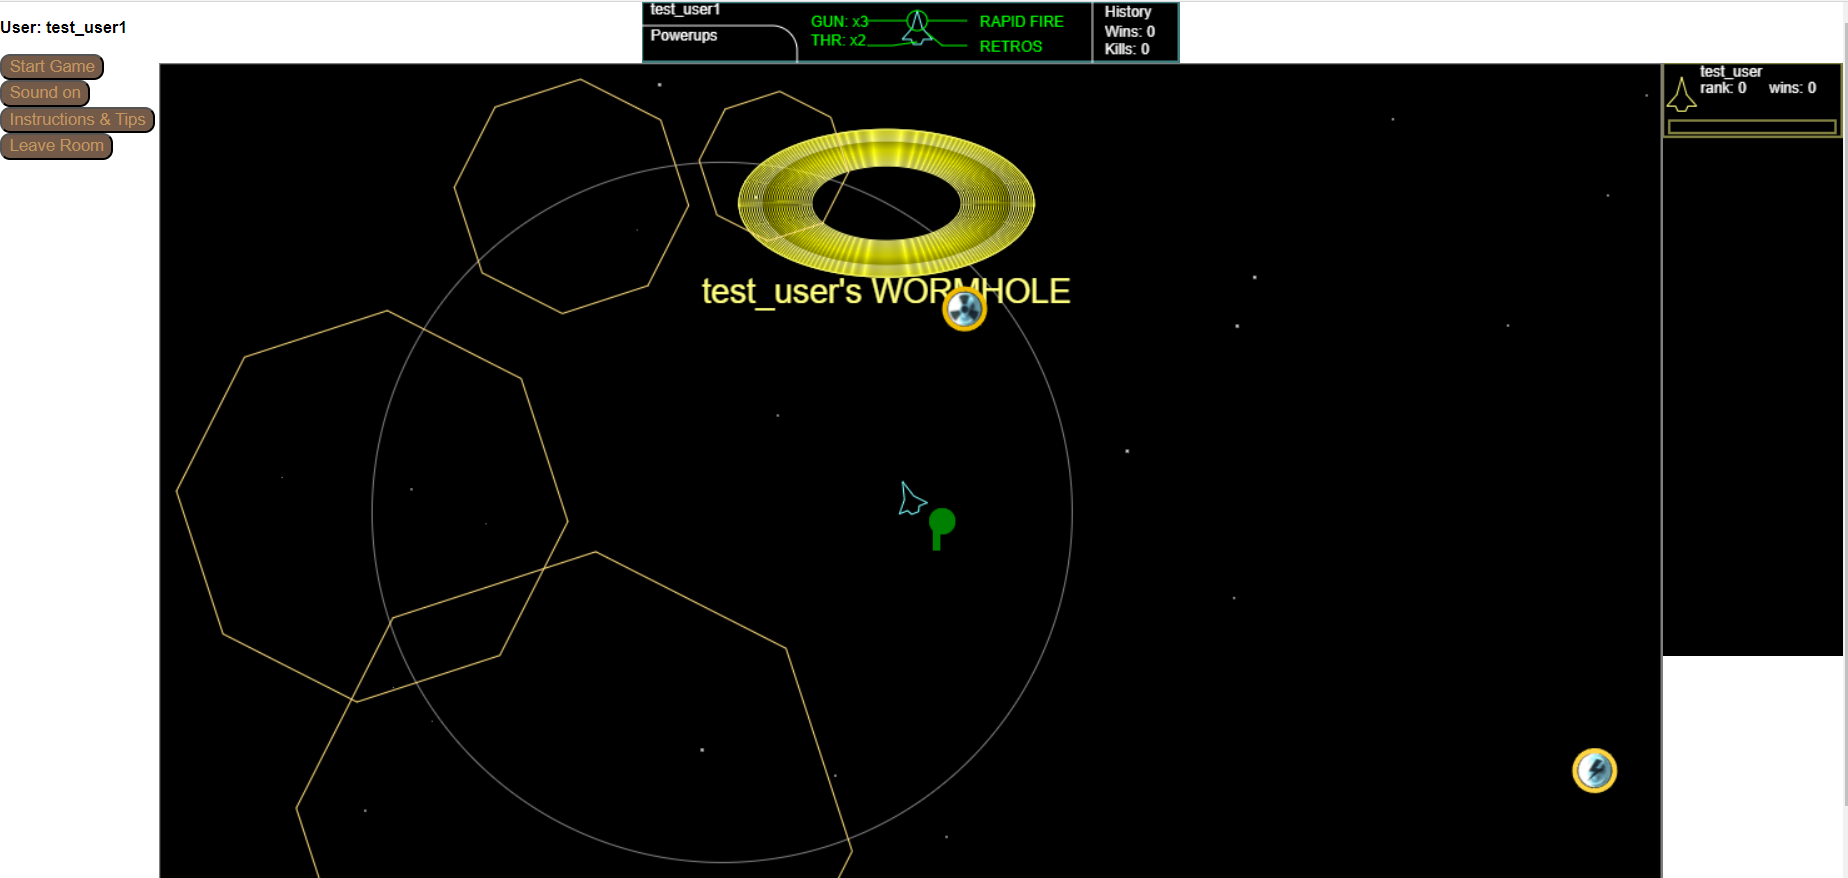 User: test_user1
Start Game
Sound on
Instructions & Tips
Leave Room
test_user1
Powerups
GUN: x3
THR: x2
RAPID FIRE
RETROS
History
Wins: 0
Kills: 0
test_user
rank: 0 wins: 0
test_user's WORMHOLE